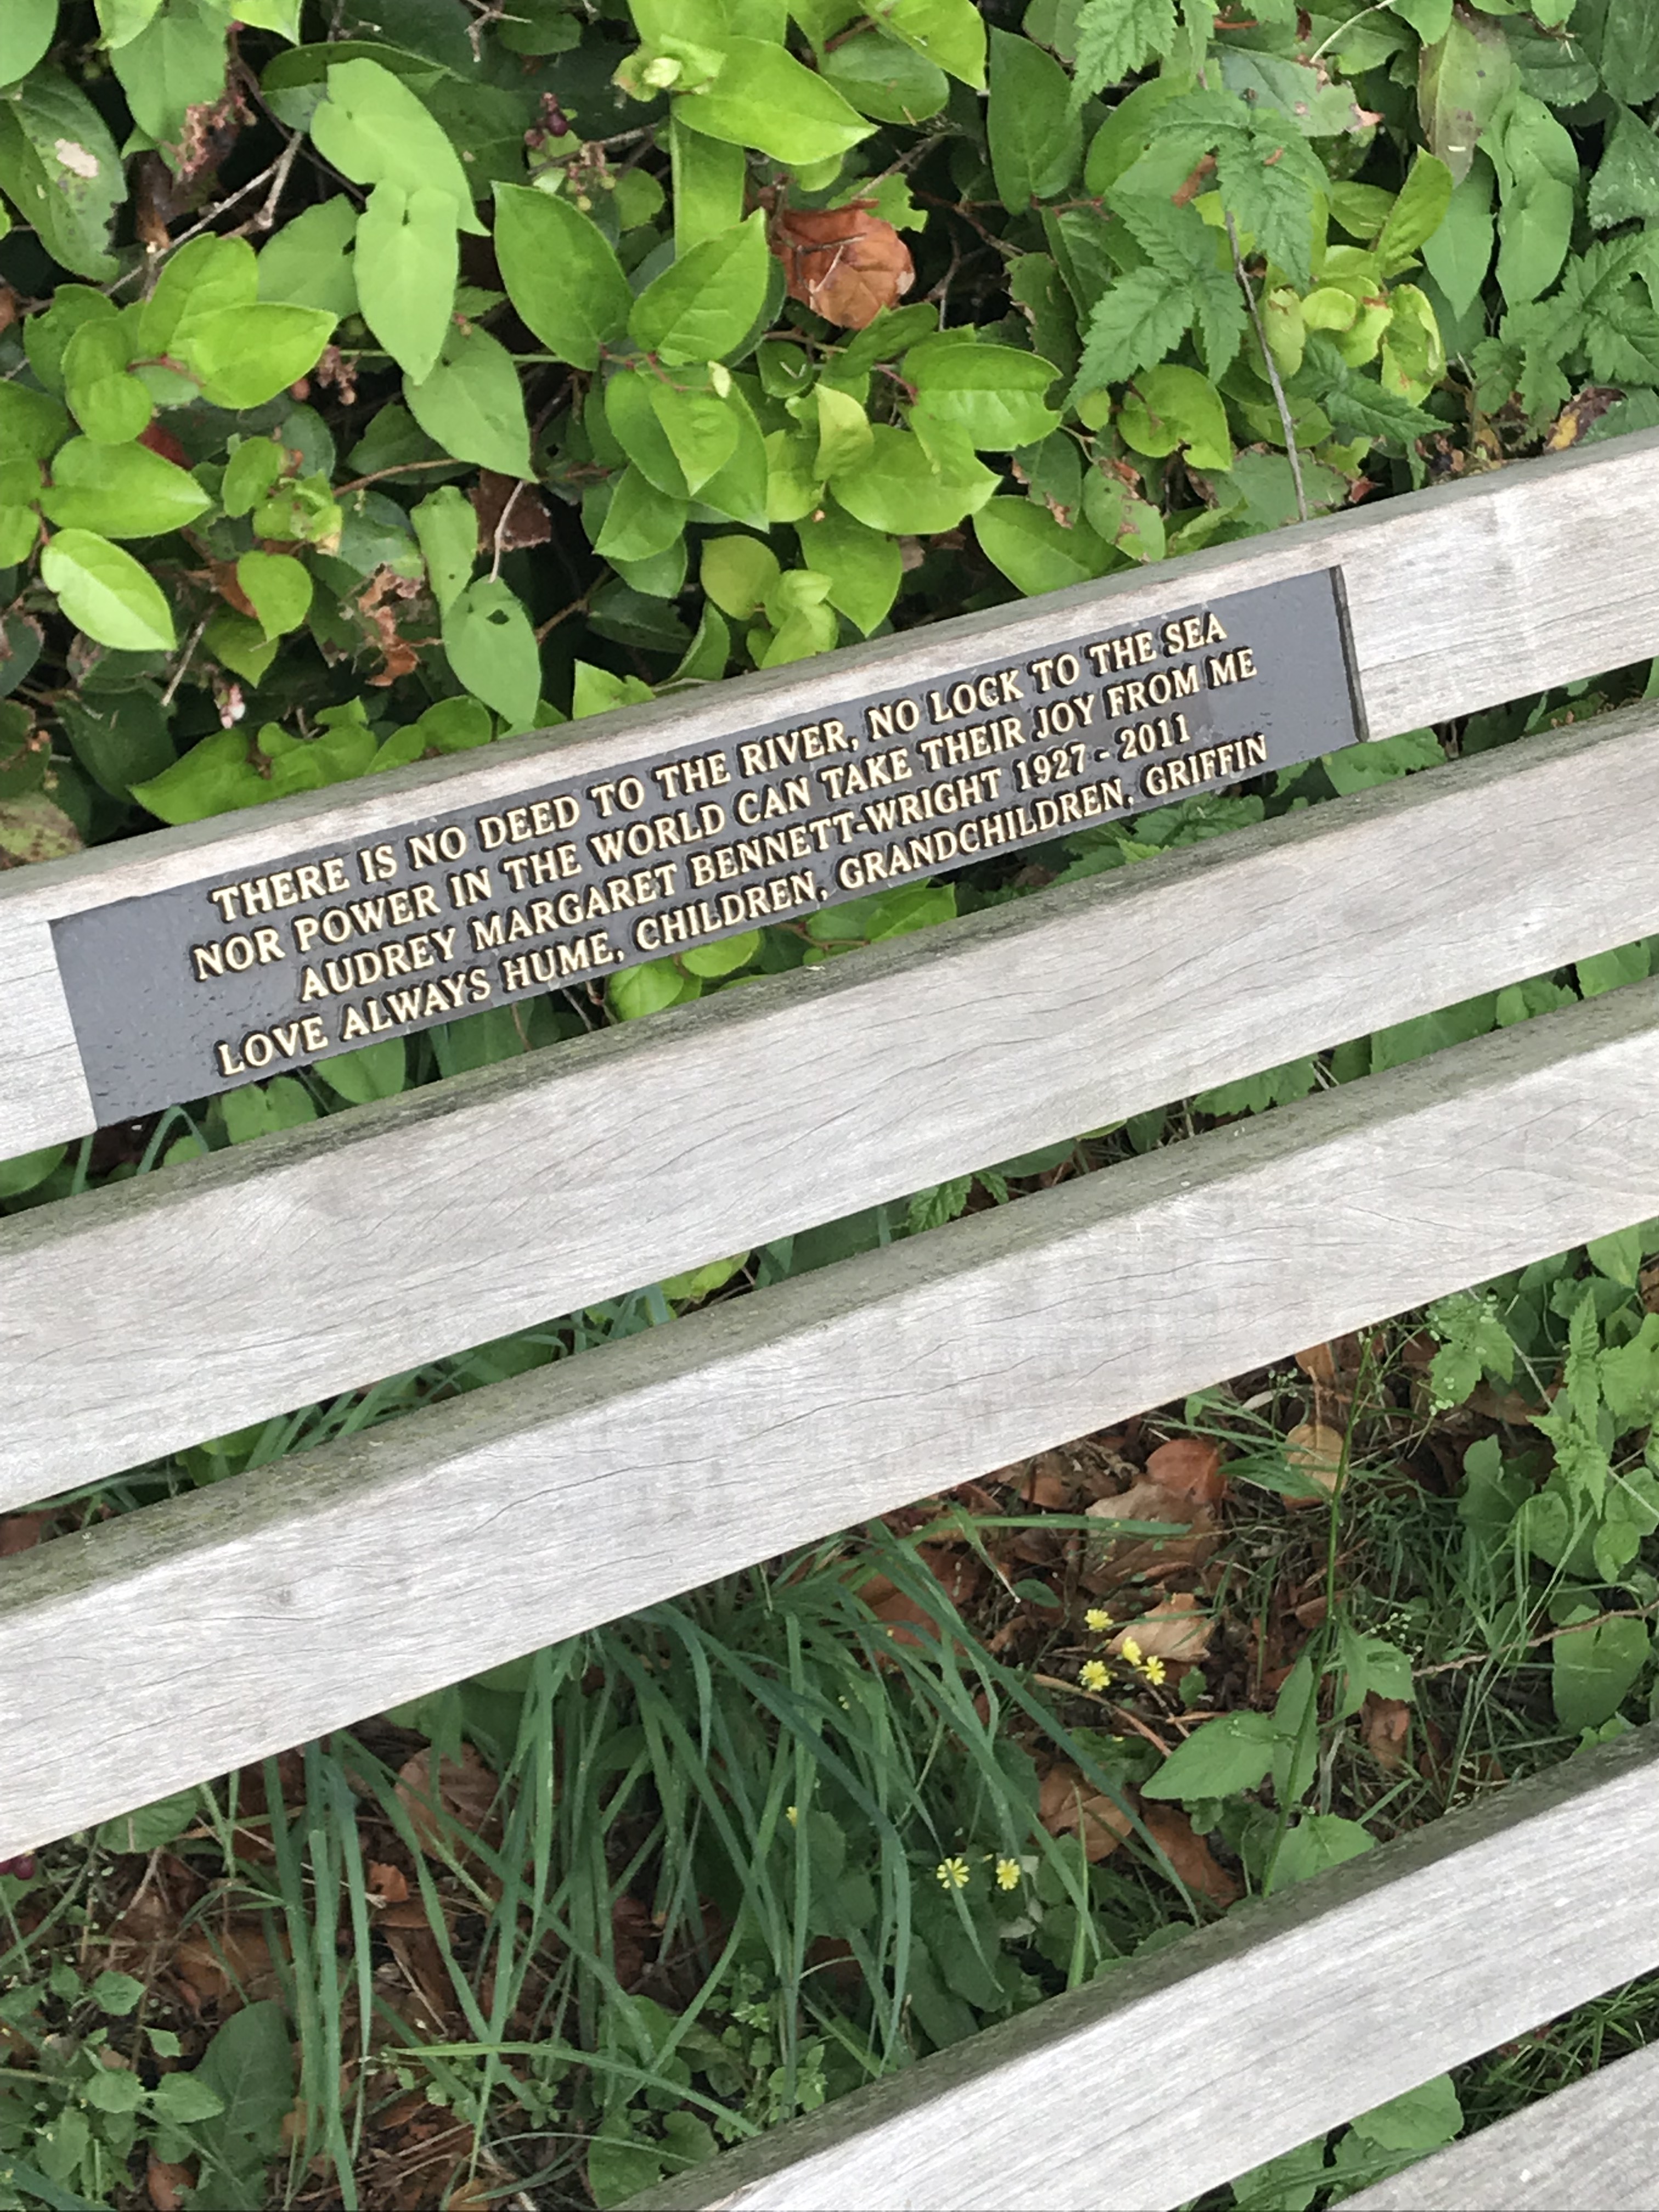 THERE IS NO DEED TO THE RIVER, NO LOCK TO THE SEA
NOR POWER IN THE WORLD CAN TAKE THEIR JOY FROM ME
AUDREY MARGARET BENNETT-WRIGHT 1927 - 2011
LOVE ALWAYS HUME, CHILDREN, GRANDCHILDREN, GRIFFIN